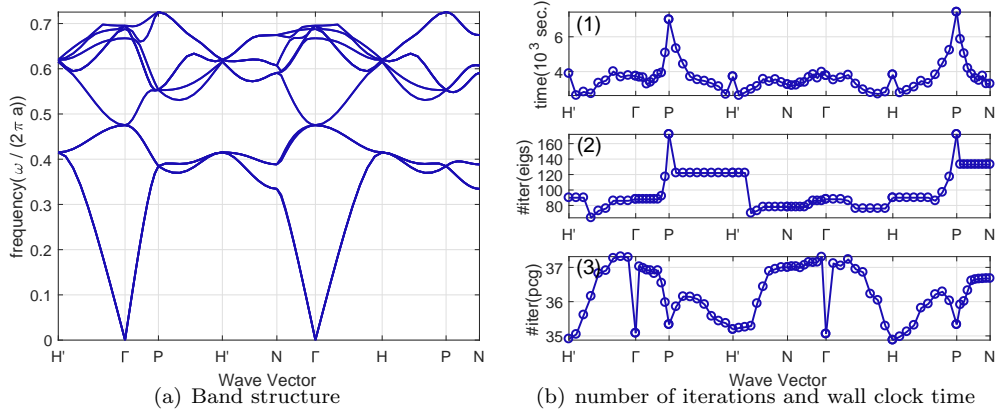 0.7
0.6
0.5
0.4
0.3
0.2
0.1
0
frequency( ω / (2π a))
H' Γ P H' N Γ H P N
Wave Vector
(a) Band structure
(1)
6
4
time(10^3 sec.)
H' Γ P H' N Γ H P N
(2)
160
140
120
100
80
#iter(eigs)
H' Γ P H' N Γ H P N
(3)
37
36
35
#iter(pcg)
H' Γ P H' N Γ H P N
Wave Vector
(b) number of iterations and wall clock time